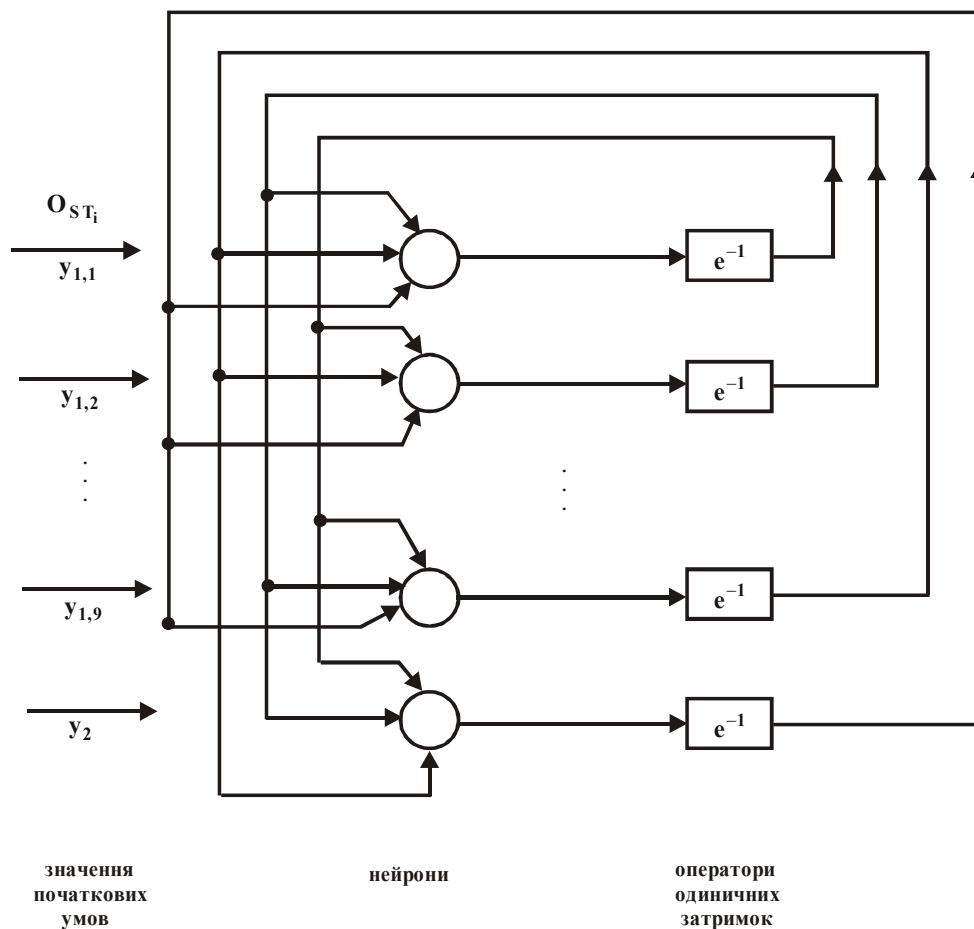 O_{ST_i}
y_{1,1}
e^{−1}
y_{1,2}
e^{−1}
. . .
. . .
y_{1,9}
e^{−1}
y_2
e^{−1}
значення
початкових
умов
нейрони
оператори
одиничних
затримок